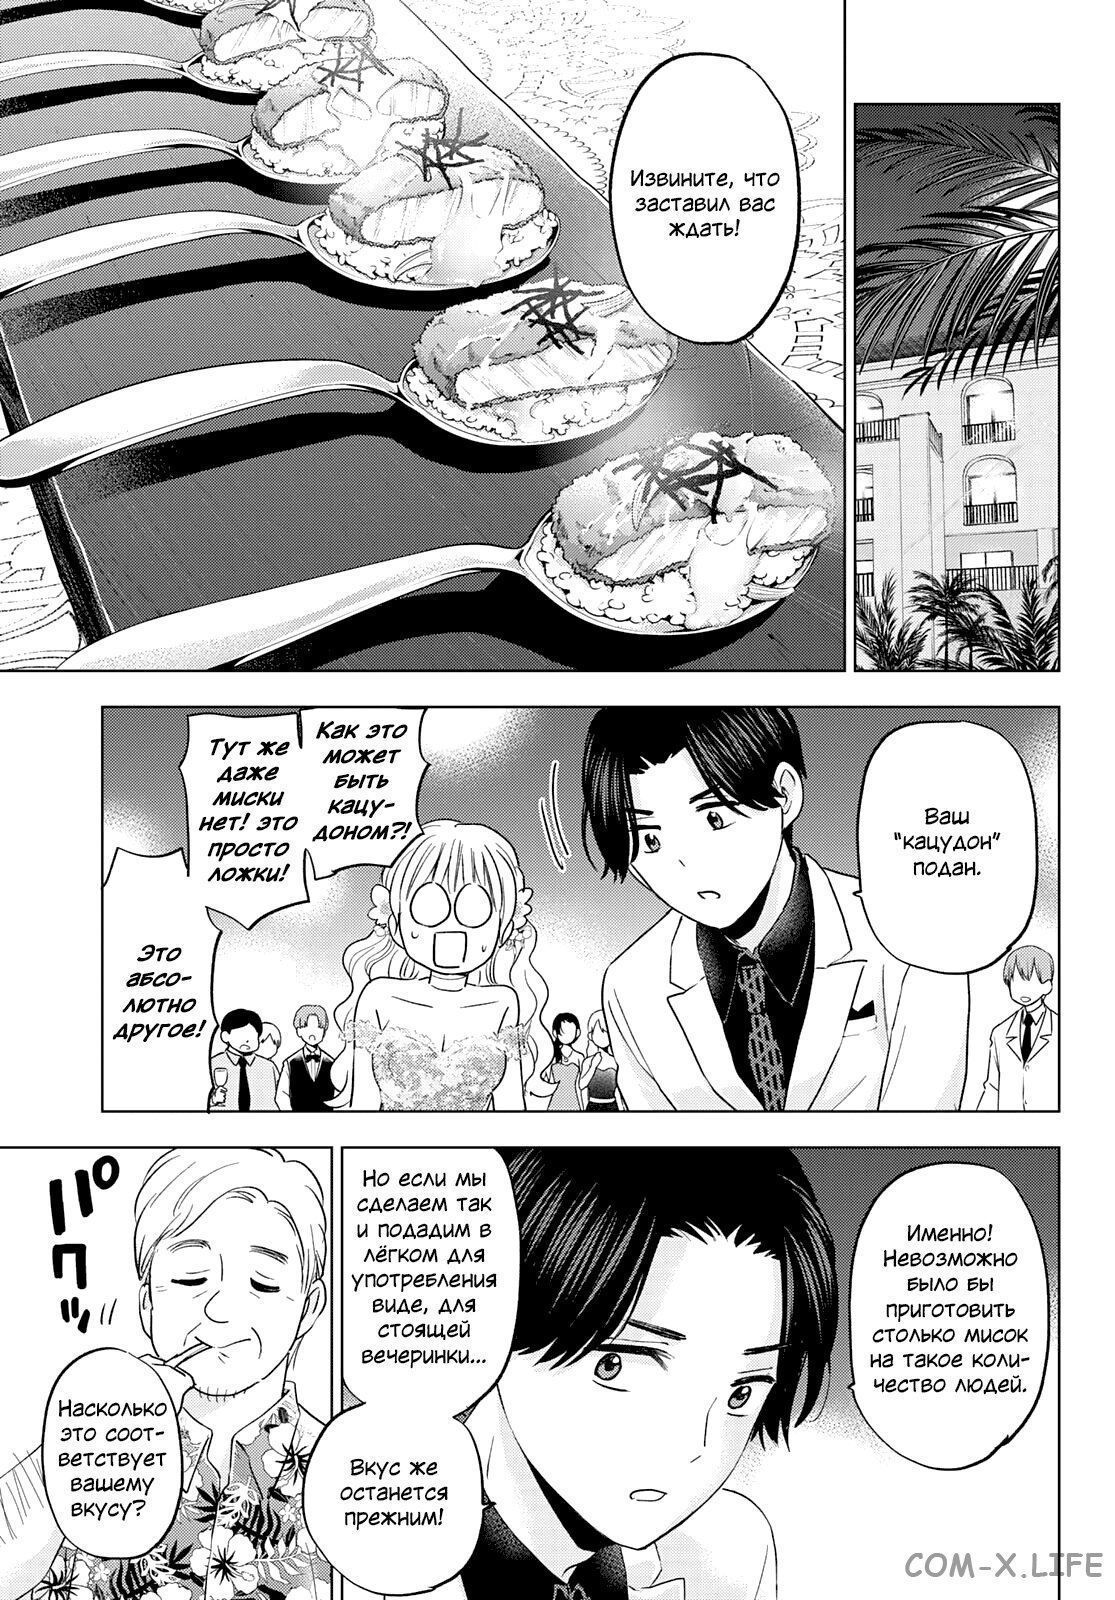 Извините, что
заставил вас
ждать!
Ваш
"кацудон"
подан.
Как это
может
быть
кацу-
доном?!
Тут же
даже
миски
нет! это
просто
ложки!
Это
абсо-
лютно
другое!
Именно!
Невозможно
было бы
приготовить
столько мисок
на такое коли-
чество людей.
Но если мы
сделаем так
и подадим в
лёгком для
употребления
виде, для
стоящей
вечеринки...
Вкус же
останется
прежним!
パクッ
Насколько
это соот-
ветствует
вашему
вкусу?
COM-X.LIFE